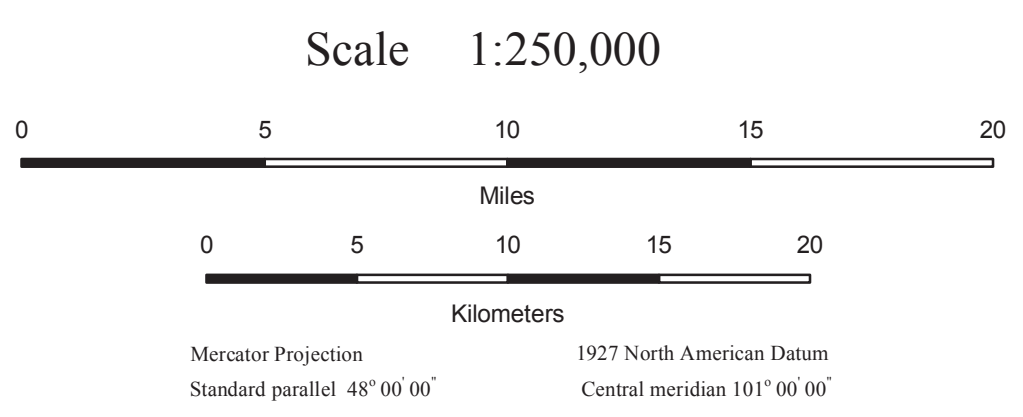 Scale 1:250,000
0 5 10 15 20
Miles
0 5 10 15 20
Kilometers
Mercator Projection 1927 North American Datum
Standard parallel 48° 00' 00" Central meridian 101° 00' 00"